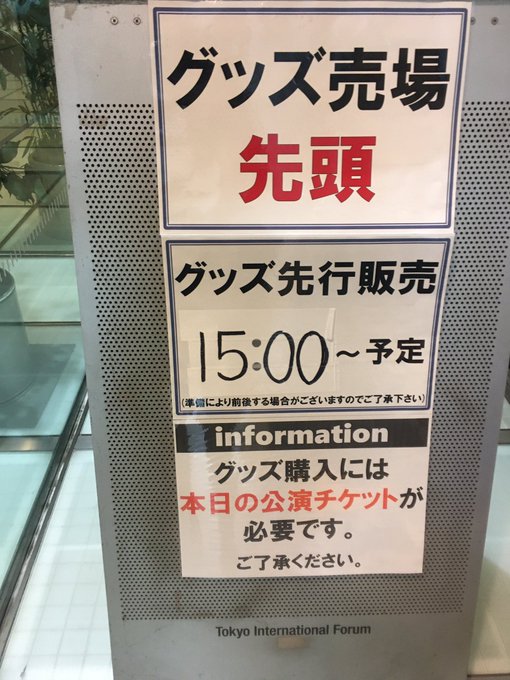 グッズ売場
先頭
グッズ先行販売
15:00～予定
(準備により前後する場合がございますのでご了承下さい)
information
グッズ購入には
本日の公演チケットが
必要です。
ご了承ください。
Tokyo International Forum